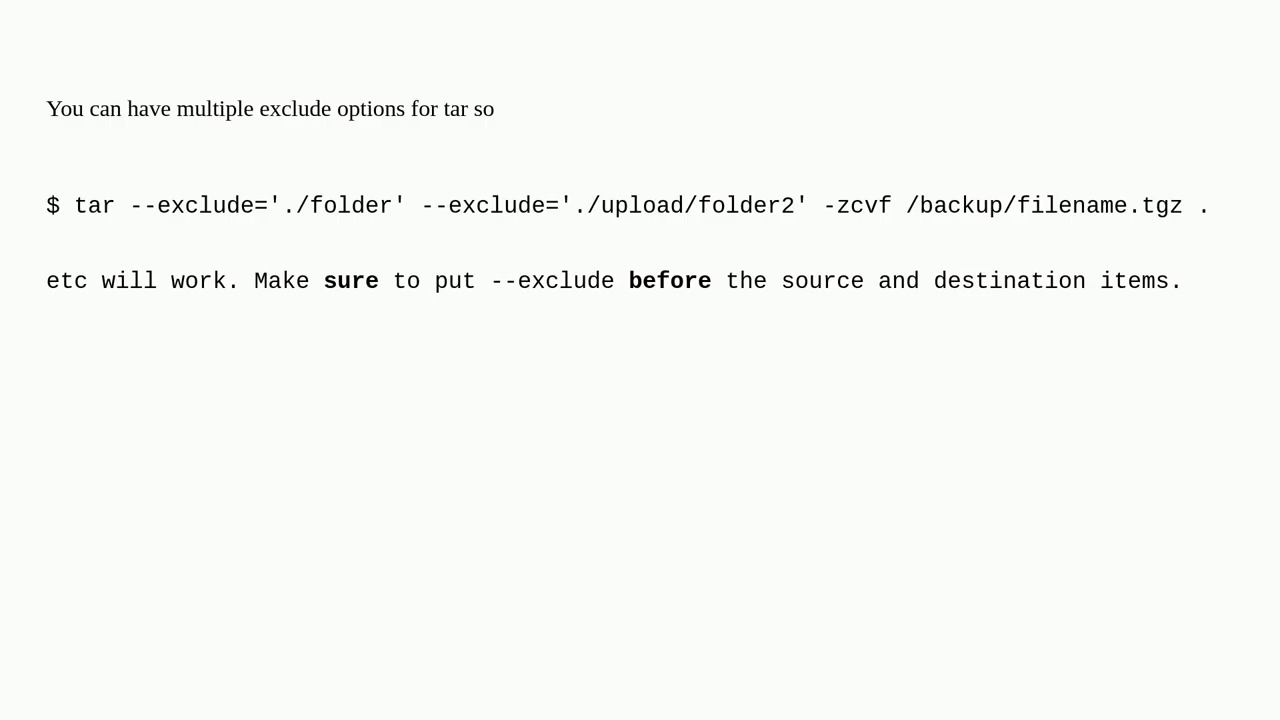 You can have multiple exclude options for tar so
$ tar --exclude='./folder' --exclude='./upload/folder2' -zcvf /backup/filename.tgz .
etc will work. Make sure to put --exclude before the source and destination items.